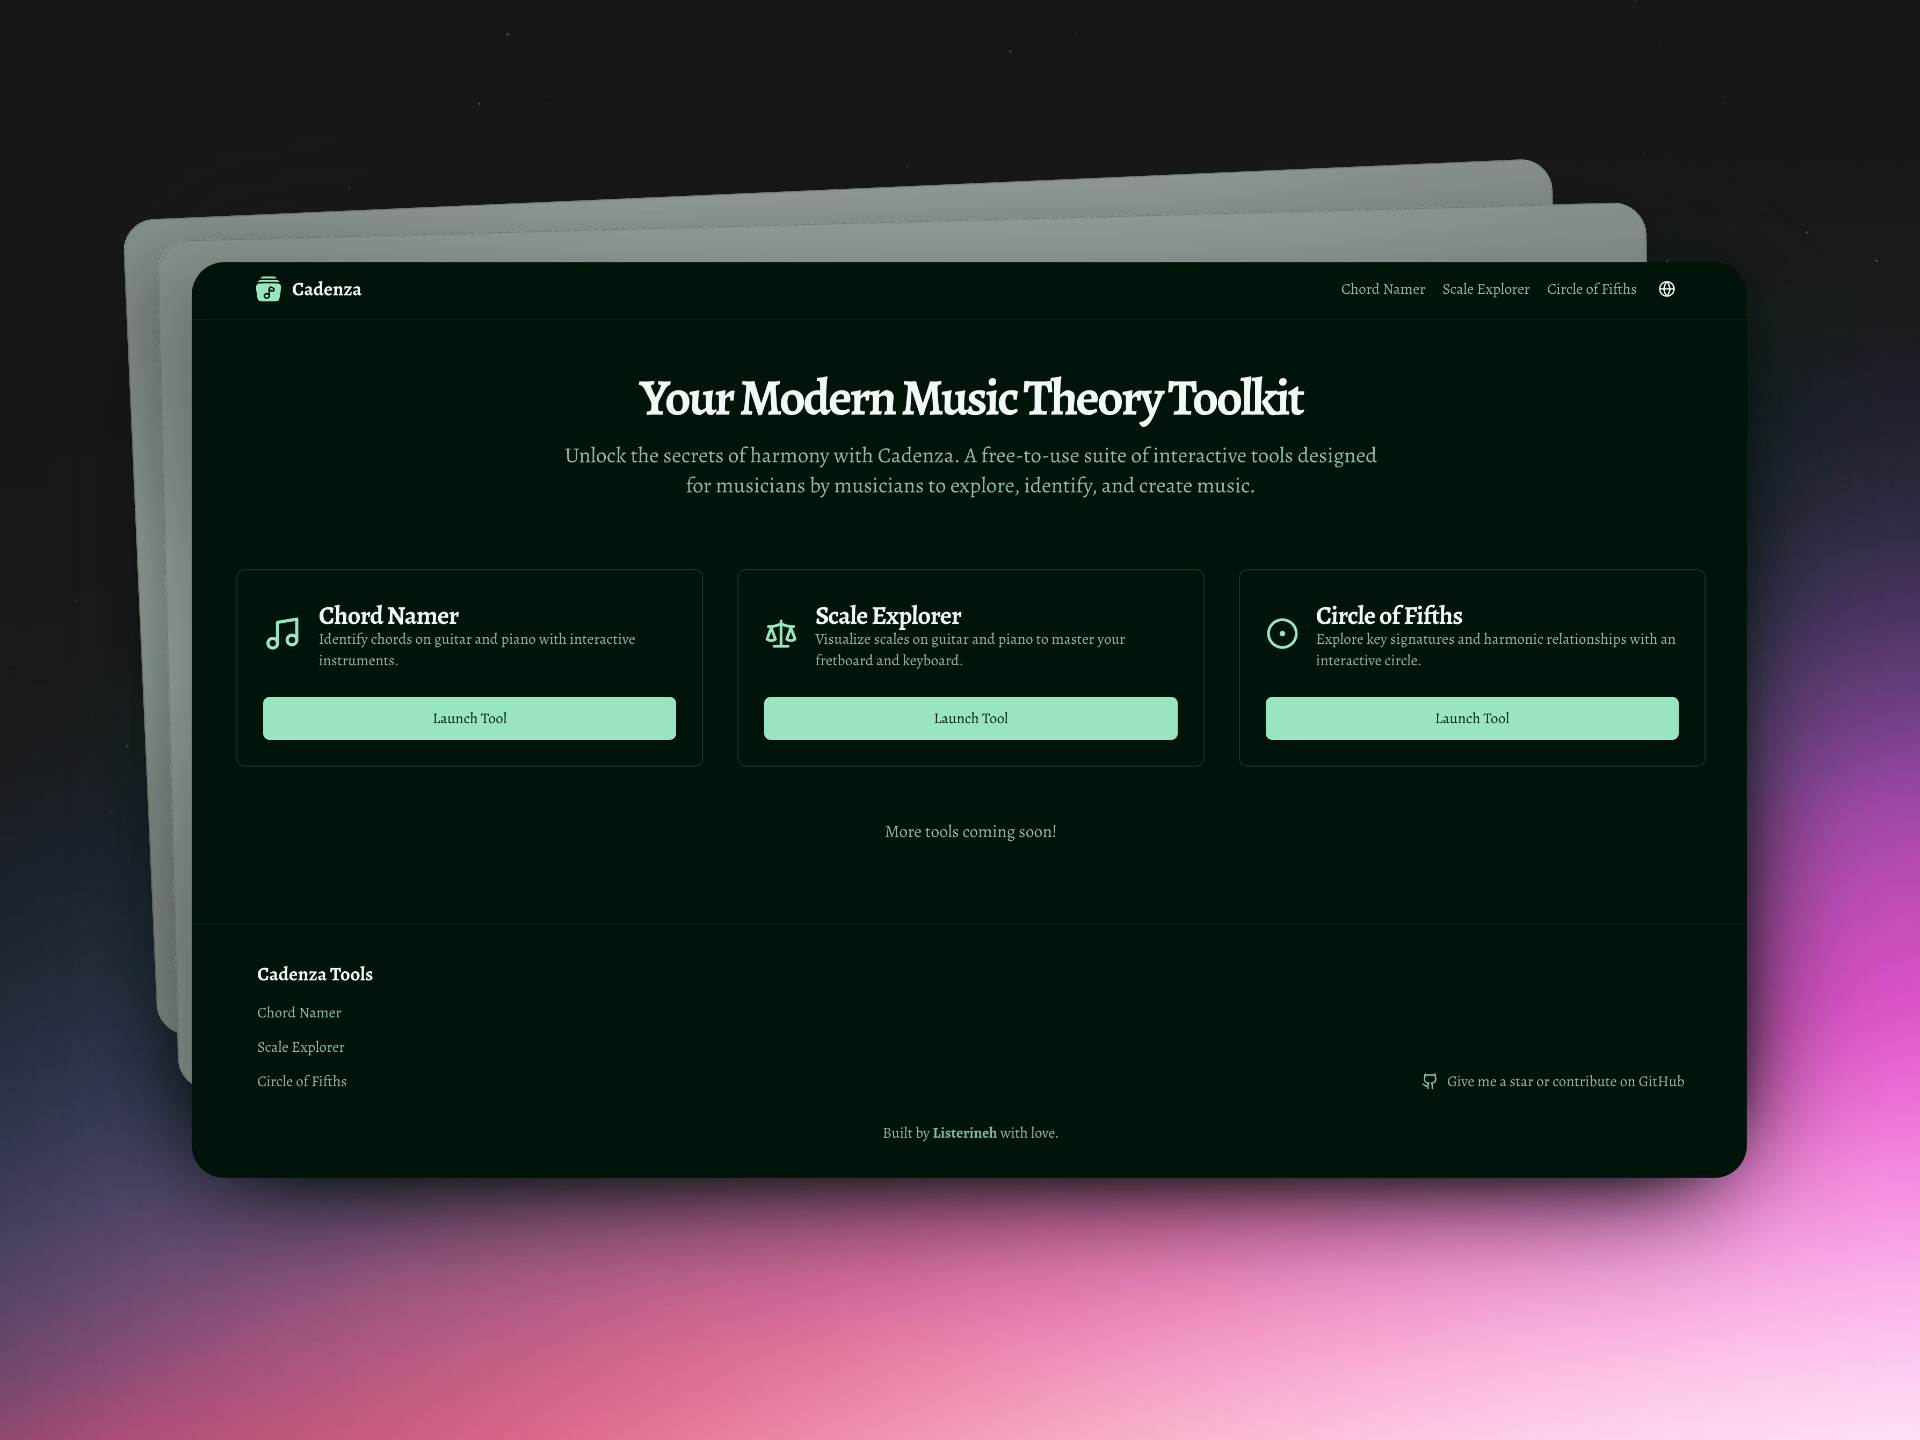 Cadenza
Chord Namer Scale Explorer Circle of Fifths
Your Modern Music Theory Toolkit
Unlock the secrets of harmony with Cadenza. A free-to-use suite of interactive tools designed
for musicians by musicians to explore, identify, and create music.
Chord Namer
Identify chords on guitar and piano with interactive
instruments.
Launch Tool
Scale Explorer
Visualize scales on guitar and piano to master your
fretboard and keyboard.
Launch Tool
Circle of Fifths
Explore key signatures and harmonic relationships with an
interactive circle.
Launch Tool
More tools coming soon!
Cadenza Tools
Chord Namer
Scale Explorer
Circle of Fifths
Give me a star or contribute on GitHub
Built by Listerineh with love.